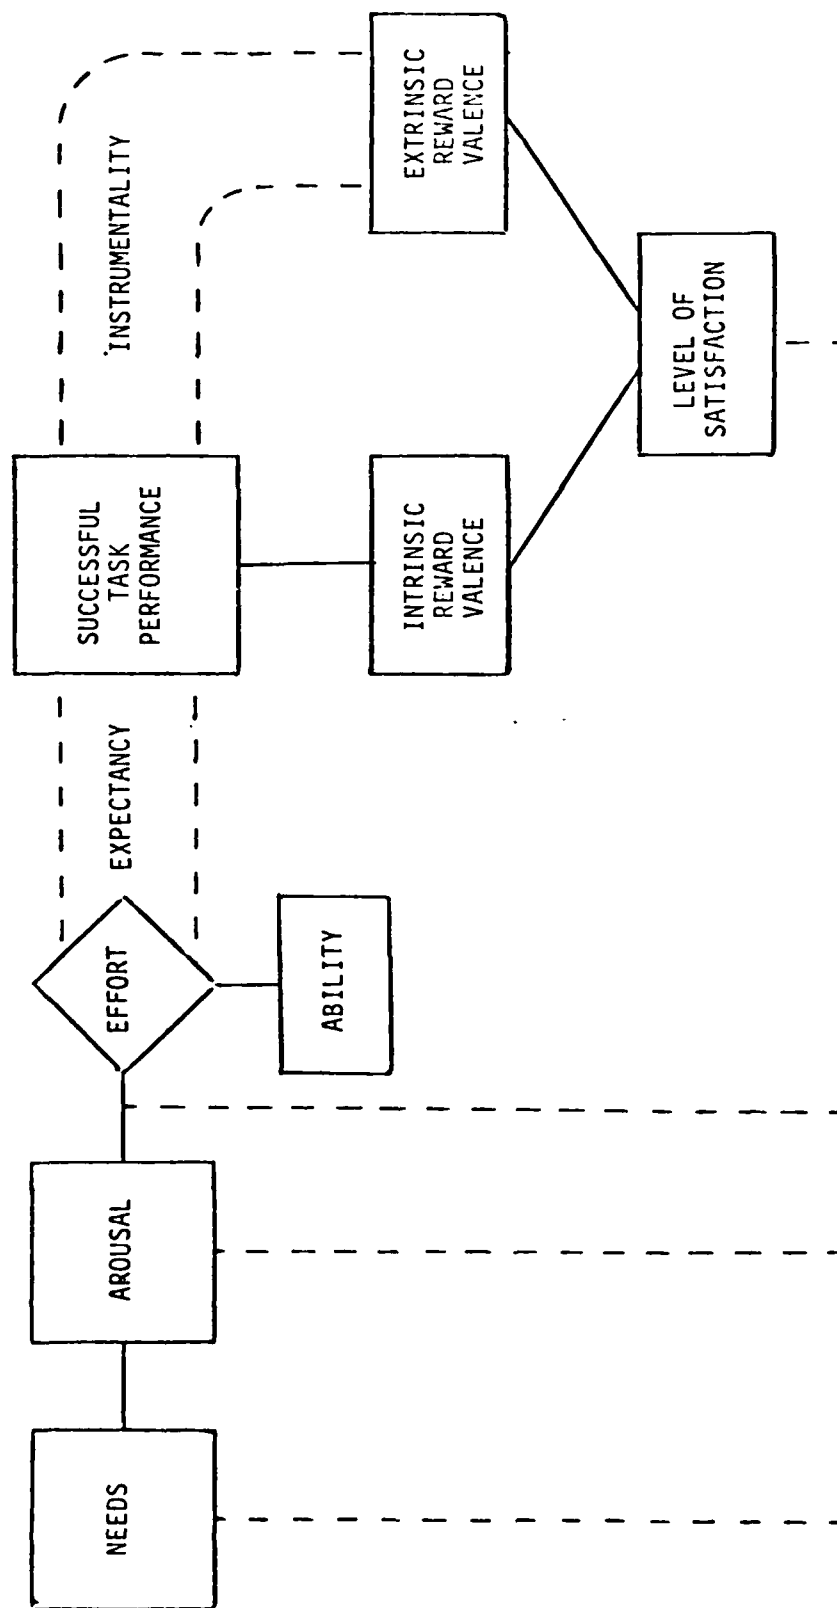 NEEDS
AROUSAL
EFFORT
ABILITY
EXPECTANCY
SUCCESSFUL
TASK
PERFORMANCE
INSTRUMENTALITY
INTRINSIC
REWARD
VALENCE
EXTRINSIC
REWARD
VALENCE
LEVEL OF
SATISFACTION